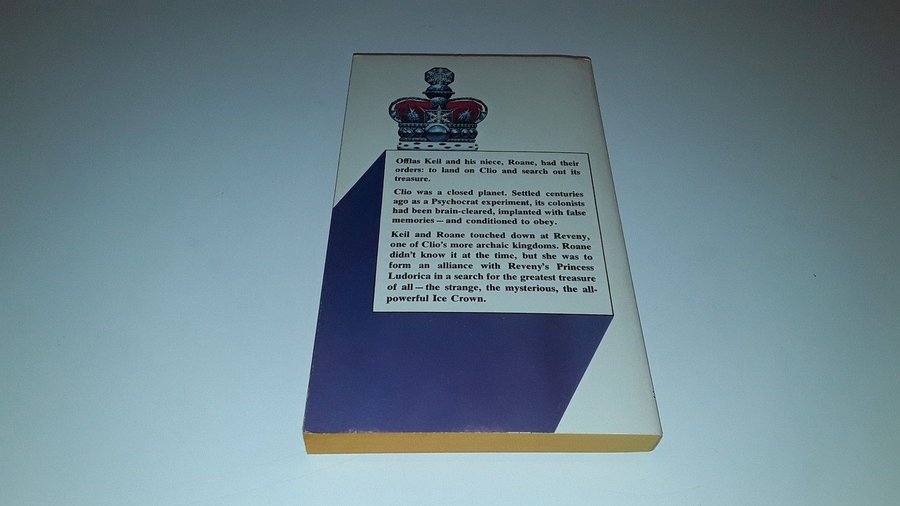 Offlas Keil and his niece, Roane, had their
orders: to land on Clio and search out its
treasure.
Clio was a closed planet. Settled centuries
ago as a Psychocrat experiment, its colonists
had been brain-cleared, implanted with false
memories — and conditioned to obey.
Keil and Roane touched down at Reveny,
one of Clio's more archaic kingdoms. Roane
didn't know it at the time, but she was to
form an alliance with Reveny's Princess
Ludorica in a search for the greatest treasure
of all — the strange, the mysterious, the all-
powerful Ice Crown.